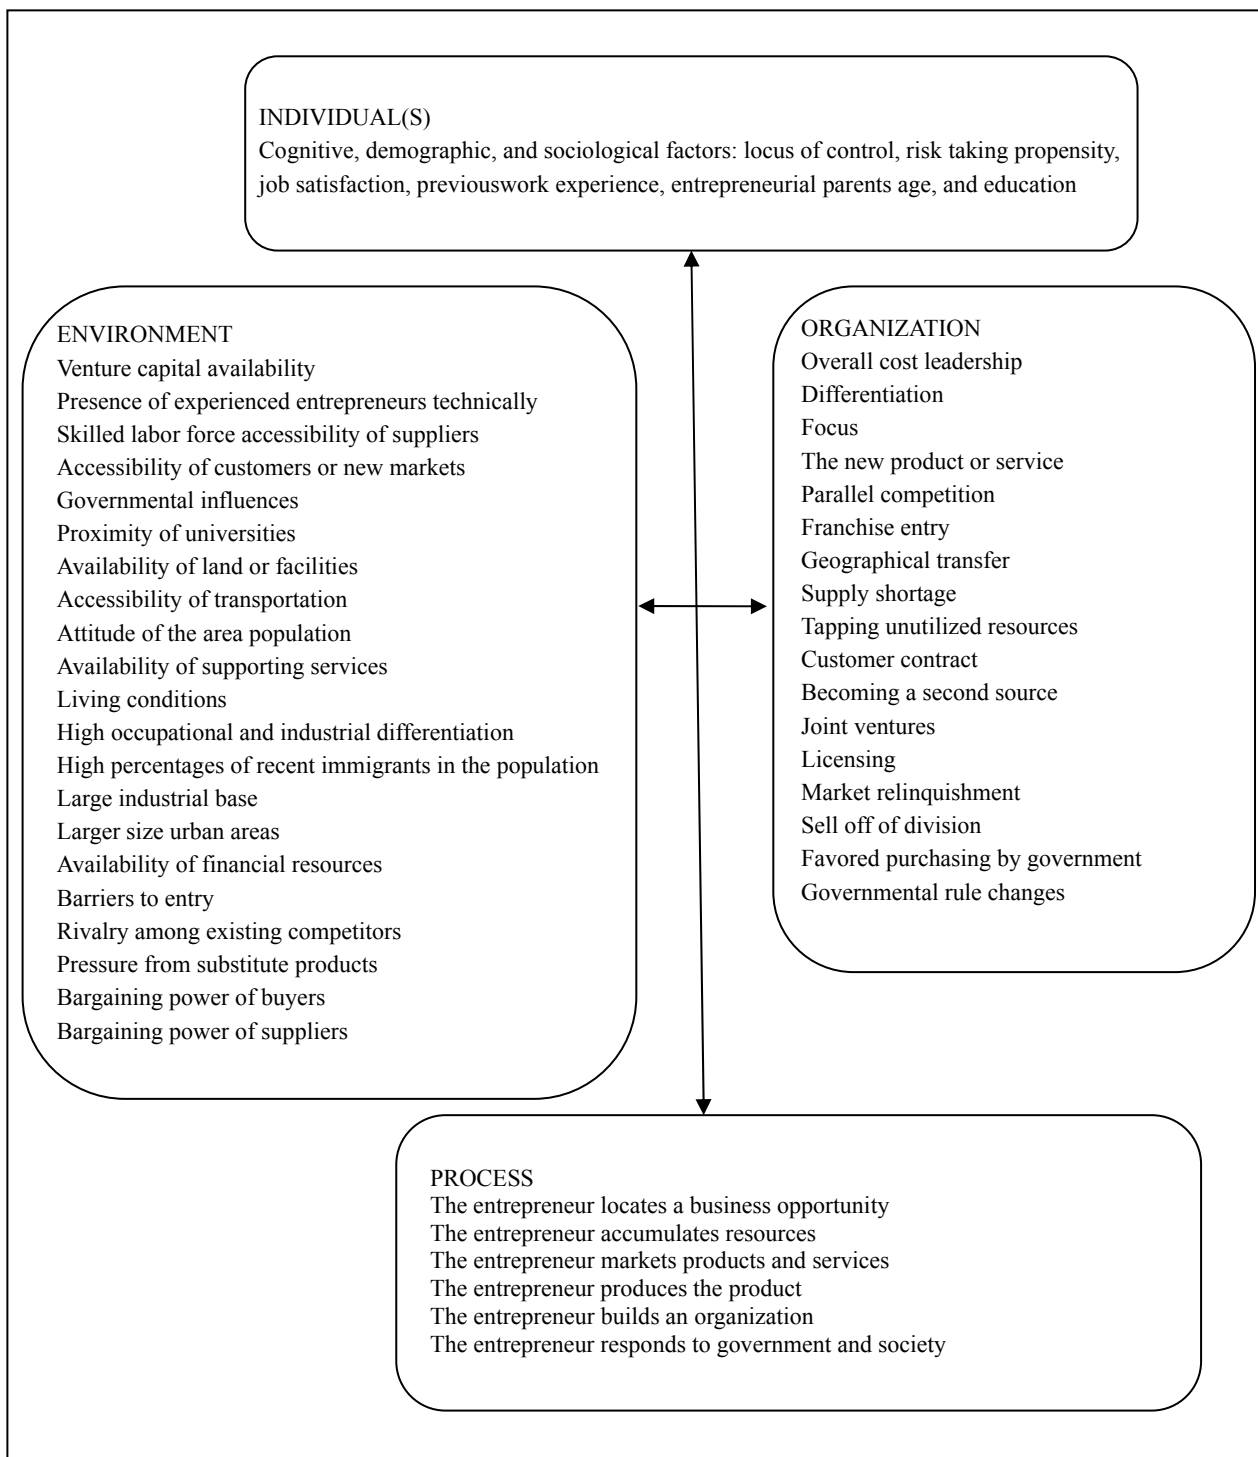 INDIVIDUAL(S)
Cognitive, demographic, and sociological factors: locus of control, risk taking propensity,
job satisfaction, previouswork experience, entrepreneurial parents age, and education
ENVIRONMENT
Venture capital availability
Presence of experienced entrepreneurs technically
Skilled labor force accessibility of suppliers
Accessibility of customers or new markets
Governmental influences
Proximity of universities
Availability of land or facilities
Accessibility of transportation
Attitude of the area population
Availability of supporting services
Living conditions
High occupational and industrial differentiation
High percentages of recent immigrants in the population
Large industrial base
Larger size urban areas
Availability of financial resources
Barriers to entry
Rivalry among existing competitors
Pressure from substitute products
Bargaining power of buyers
Bargaining power of suppliers
ORGANIZATION
Overall cost leadership
Differentiation
Focus
The new product or service
Parallel competition
Franchise entry
Geographical transfer
Supply shortage
Tapping unutilized resources
Customer contract
Becoming a second source
Joint ventures
Licensing
Market relinquishment
Sell off of division
Favored purchasing by government
Governmental rule changes
PROCESS
The entrepreneur locates a business opportunity
The entrepreneur accumulates resources
The entrepreneur markets products and services
The entrepreneur produces the product
The entrepreneur builds an organization
The entrepreneur responds to government and society